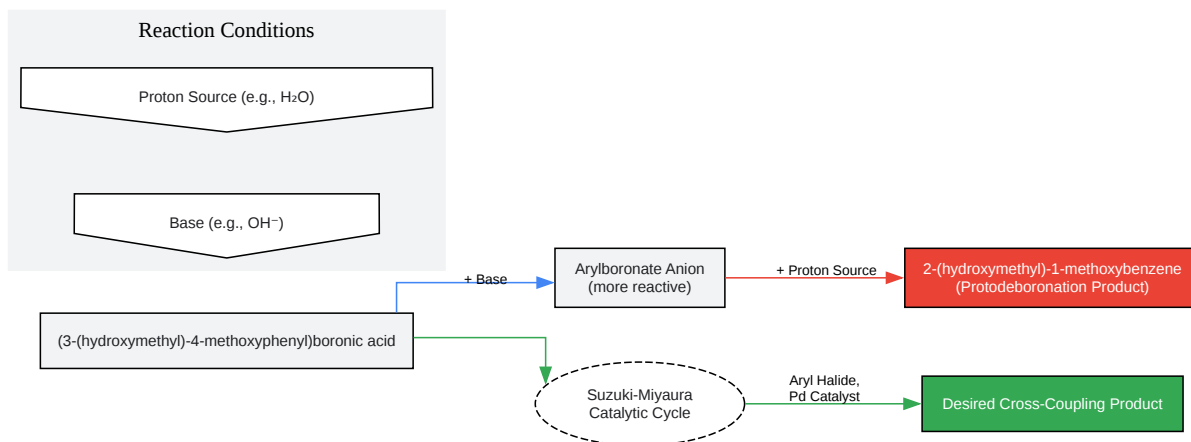 Reaction Conditions
Proton Source (e.g., H₂O)
Base (e.g., OH⁻)
+ Base
Arylboronate Anion
(more reactive)
+ Proton Source
2-(hydroxymethyl)-1-methoxybenzene
(Protodeboronation Product)
(3-(hydroxymethyl)-4-methoxyphenyl)boronic acid
Suzuki-Miyaura
Catalytic Cycle
Aryl Halide,
Pd Catalyst
Desired Cross-Coupling Product